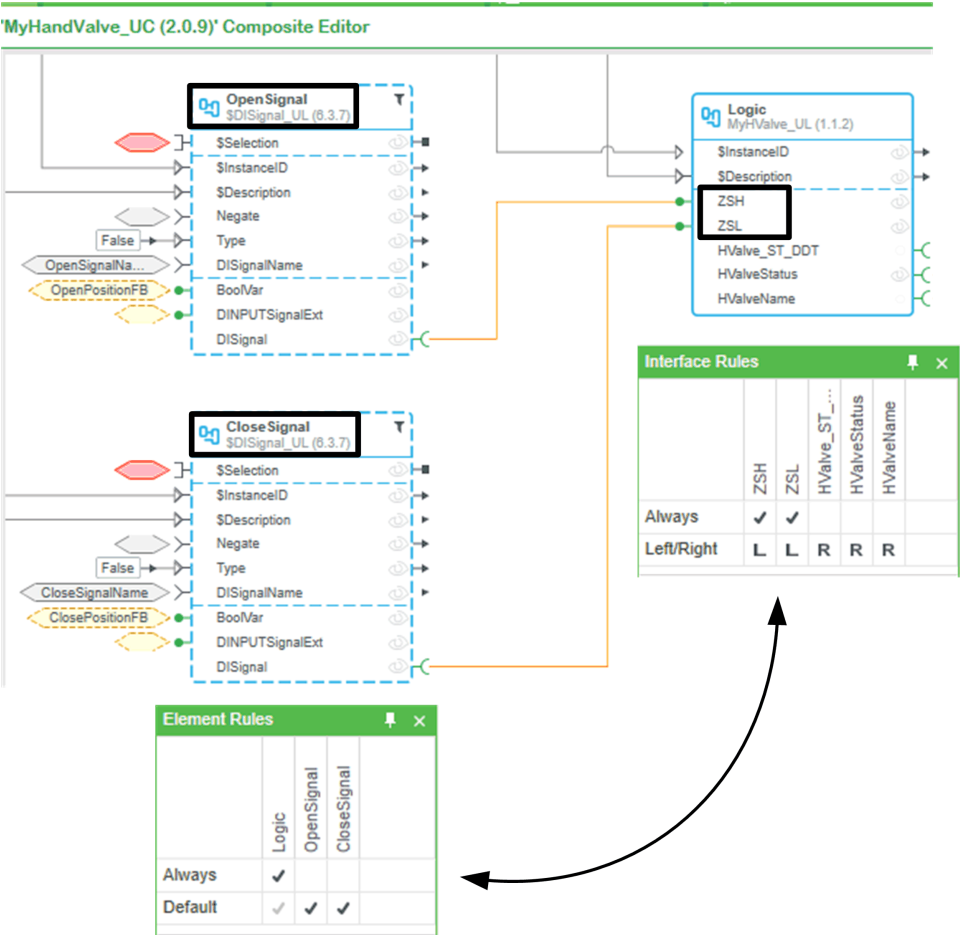 'MyHandValve_UC (2.0.9)' Composite Editor
OpenSignal
$DISignal_UL (6.3.7)
$Selection
$InstanceID
$Description
Negate
False
Type
OpenSignalNa...
DISignalName
OpenPositionFB
BoolVar
DINPUTSignalExt
DISignal
Logic
MyHValve_UL (1.1.2)
$InstanceID
$Description
ZSH
ZSL
HValve_ST_DDT
HValveStatus
HValveName
CloseSignal
$DISignal_UL (6.3.7)
$Selection
$InstanceID
$Description
Negate
False
Type
CloseSignalName
DISignalName
ClosePositionFB
BoolVar
DINPUTSignalExt
DISignal
Interface Rules
ZSH
ZSL
HValve_ST_...
HValveStatus
HValveName
Always ✔ ✔
Left/Right L L R R R
Element Rules
Logic
OpenSignal
CloseSignal
Always ✔
Default ✔ ✔ ✔